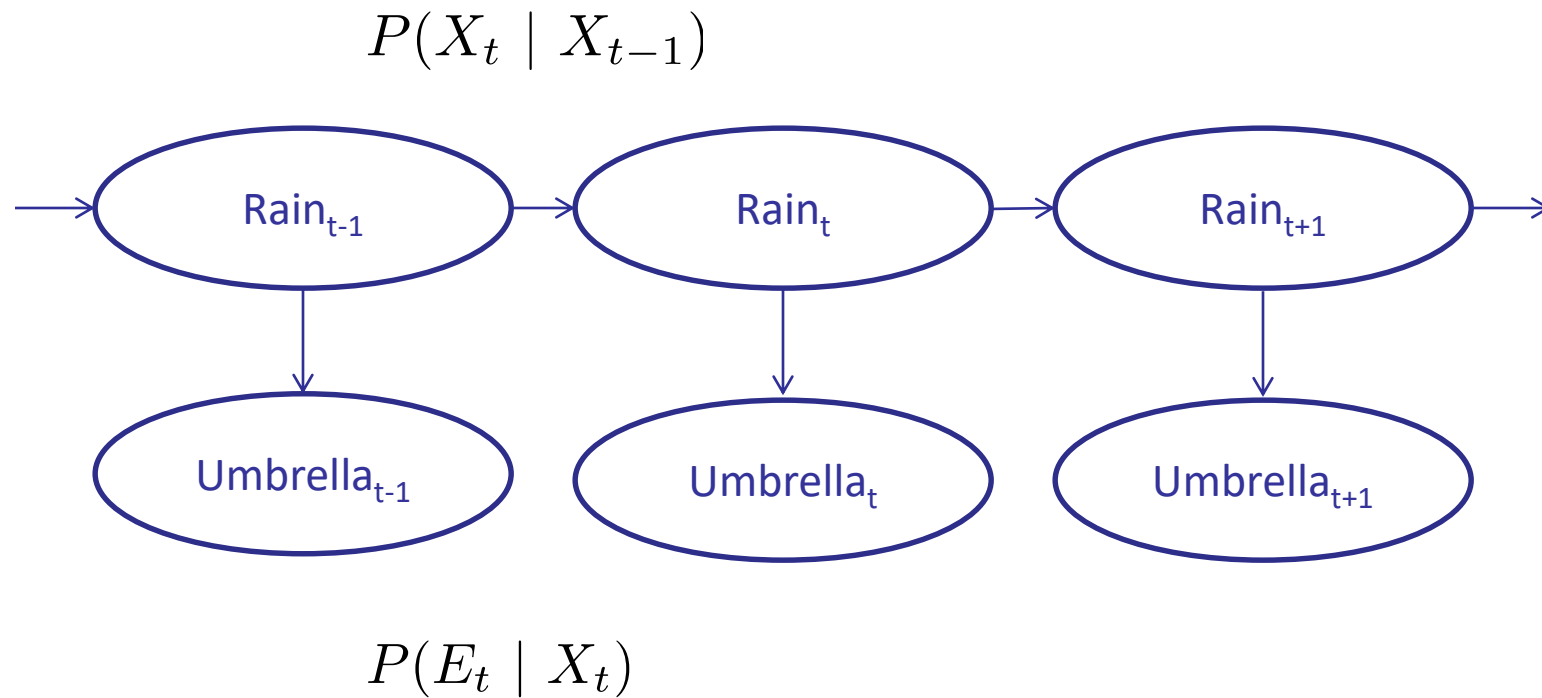 P(X_t | X_{t-1})
Rain_{t-1} Rain_t Rain_{t+1}
Umbrella_{t-1} Umbrella_t Umbrella_{t+1}
P(E_t | X_t)